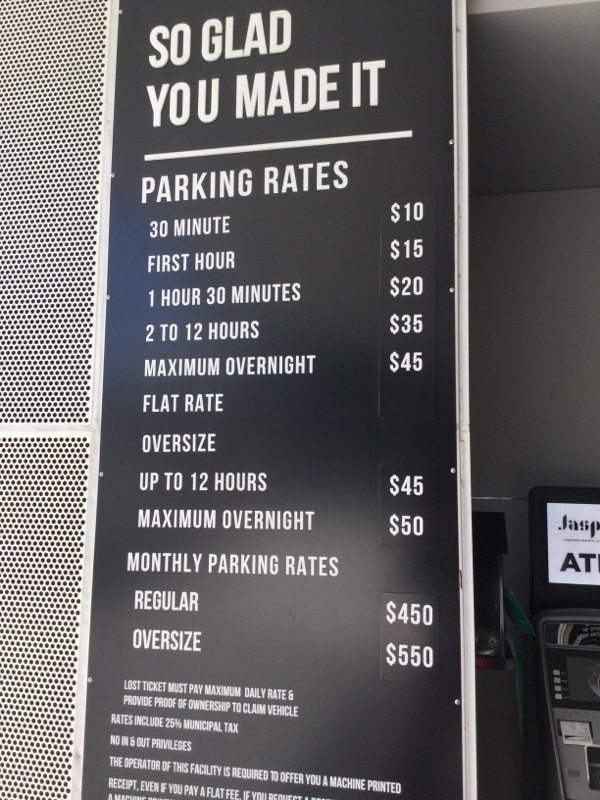 SO GLAD
YOU MADE IT
PARKING RATES
30 MINUTE $10
FIRST HOUR $15
1 HOUR 30 MINUTES $20
2 TO 12 HOURS $35
MAXIMUM OVERNIGHT $45
FLAT RATE
OVERSIZE
UP TO 12 HOURS $45
MAXIMUM OVERNIGHT $50
MONTHLY PARKING RATES
REGULAR $450
OVERSIZE $550
LOST TICKET MUST PAY MAXIMUM DAILY RATE &
PROVIDE PROOF OF OWNERSHIP TO CLAIM VEHICLE
RATES INCLUDE 25% MUNICIPAL TAX
NO IN & OUT PRIVILEGES
THE OPERATOR OF THIS FACILITY IS REQUIRED TO OFFER YOU A MACHINE PRINTED
RECEIPT, EVEN IF YOU PAY A FLAT FEE. IF YOU REQUEST A
Jasp
AT